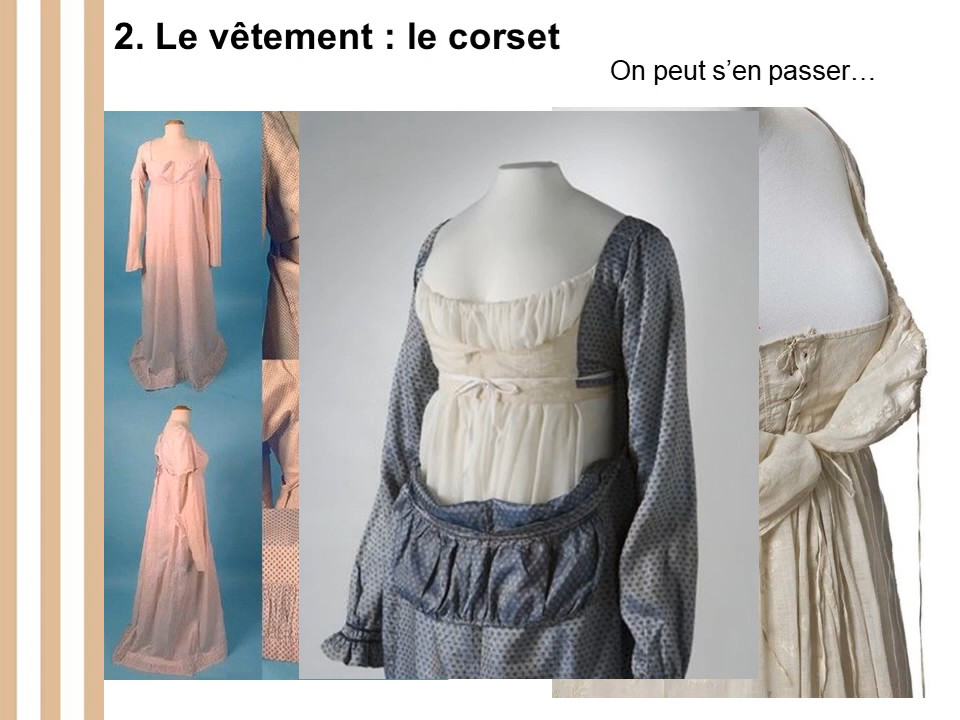 2. Le vêtement : le corset
On peut s’en passer…